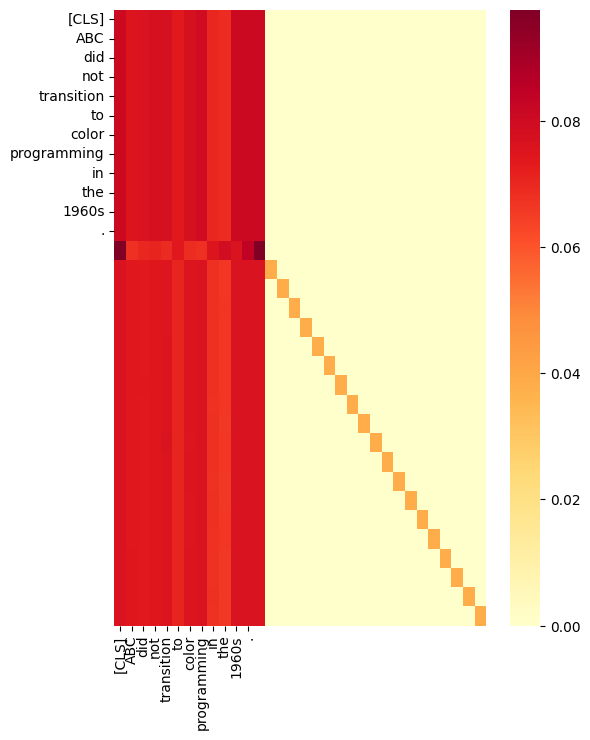 [CLS]
ABC
did
not
transition
to
color
programming
in
the
1960s
.
0.08
0.06
0.04
0.02
0.00
[CLS]
ABC
did
not
transition
to
color
programming
in
the
1960s
.